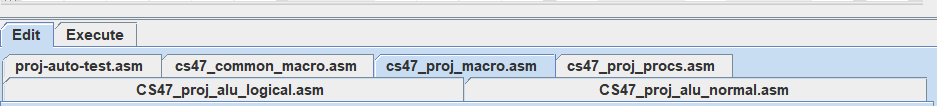 Edit Execute
proj-auto-test.asm cs47_common_macro.asm cs47_proj_macro.asm cs47_proj_procs.asm
CS47_proj_alu_logical.asm CS47_proj_alu_normal.asm